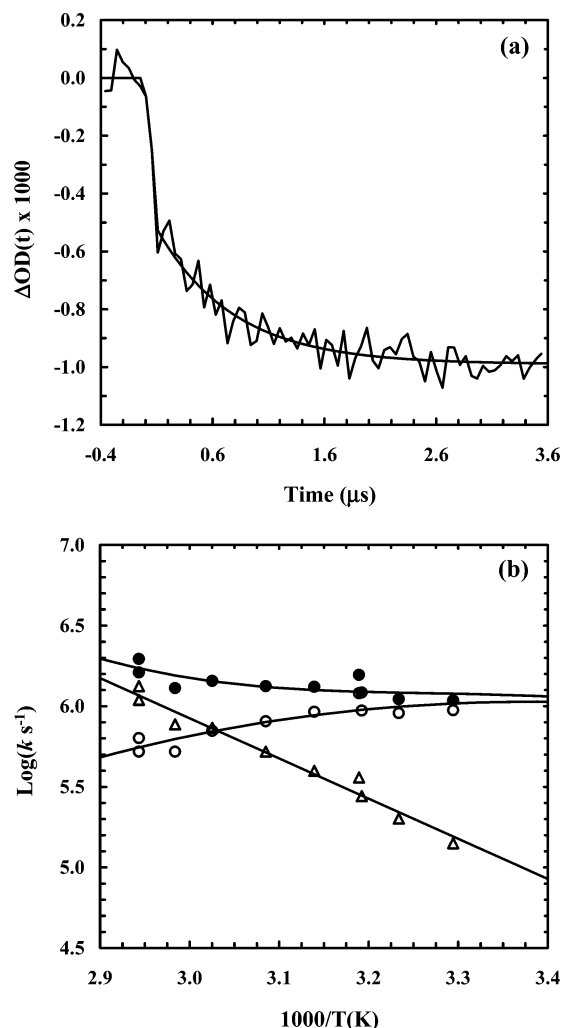 (a)
0.2
0.0
-0.2
-0.4
-0.6
-0.8
-1.0
-1.2
ΔOD(t) x 1000
-0.4 0.6 1.6 2.6 3.6
Time (μs)
(b)
7.0
6.5
6.0
5.5
5.0
4.5
Log(k s⁻¹)
2.9 3.0 3.1 3.2 3.3 3.4
1000/T(K)